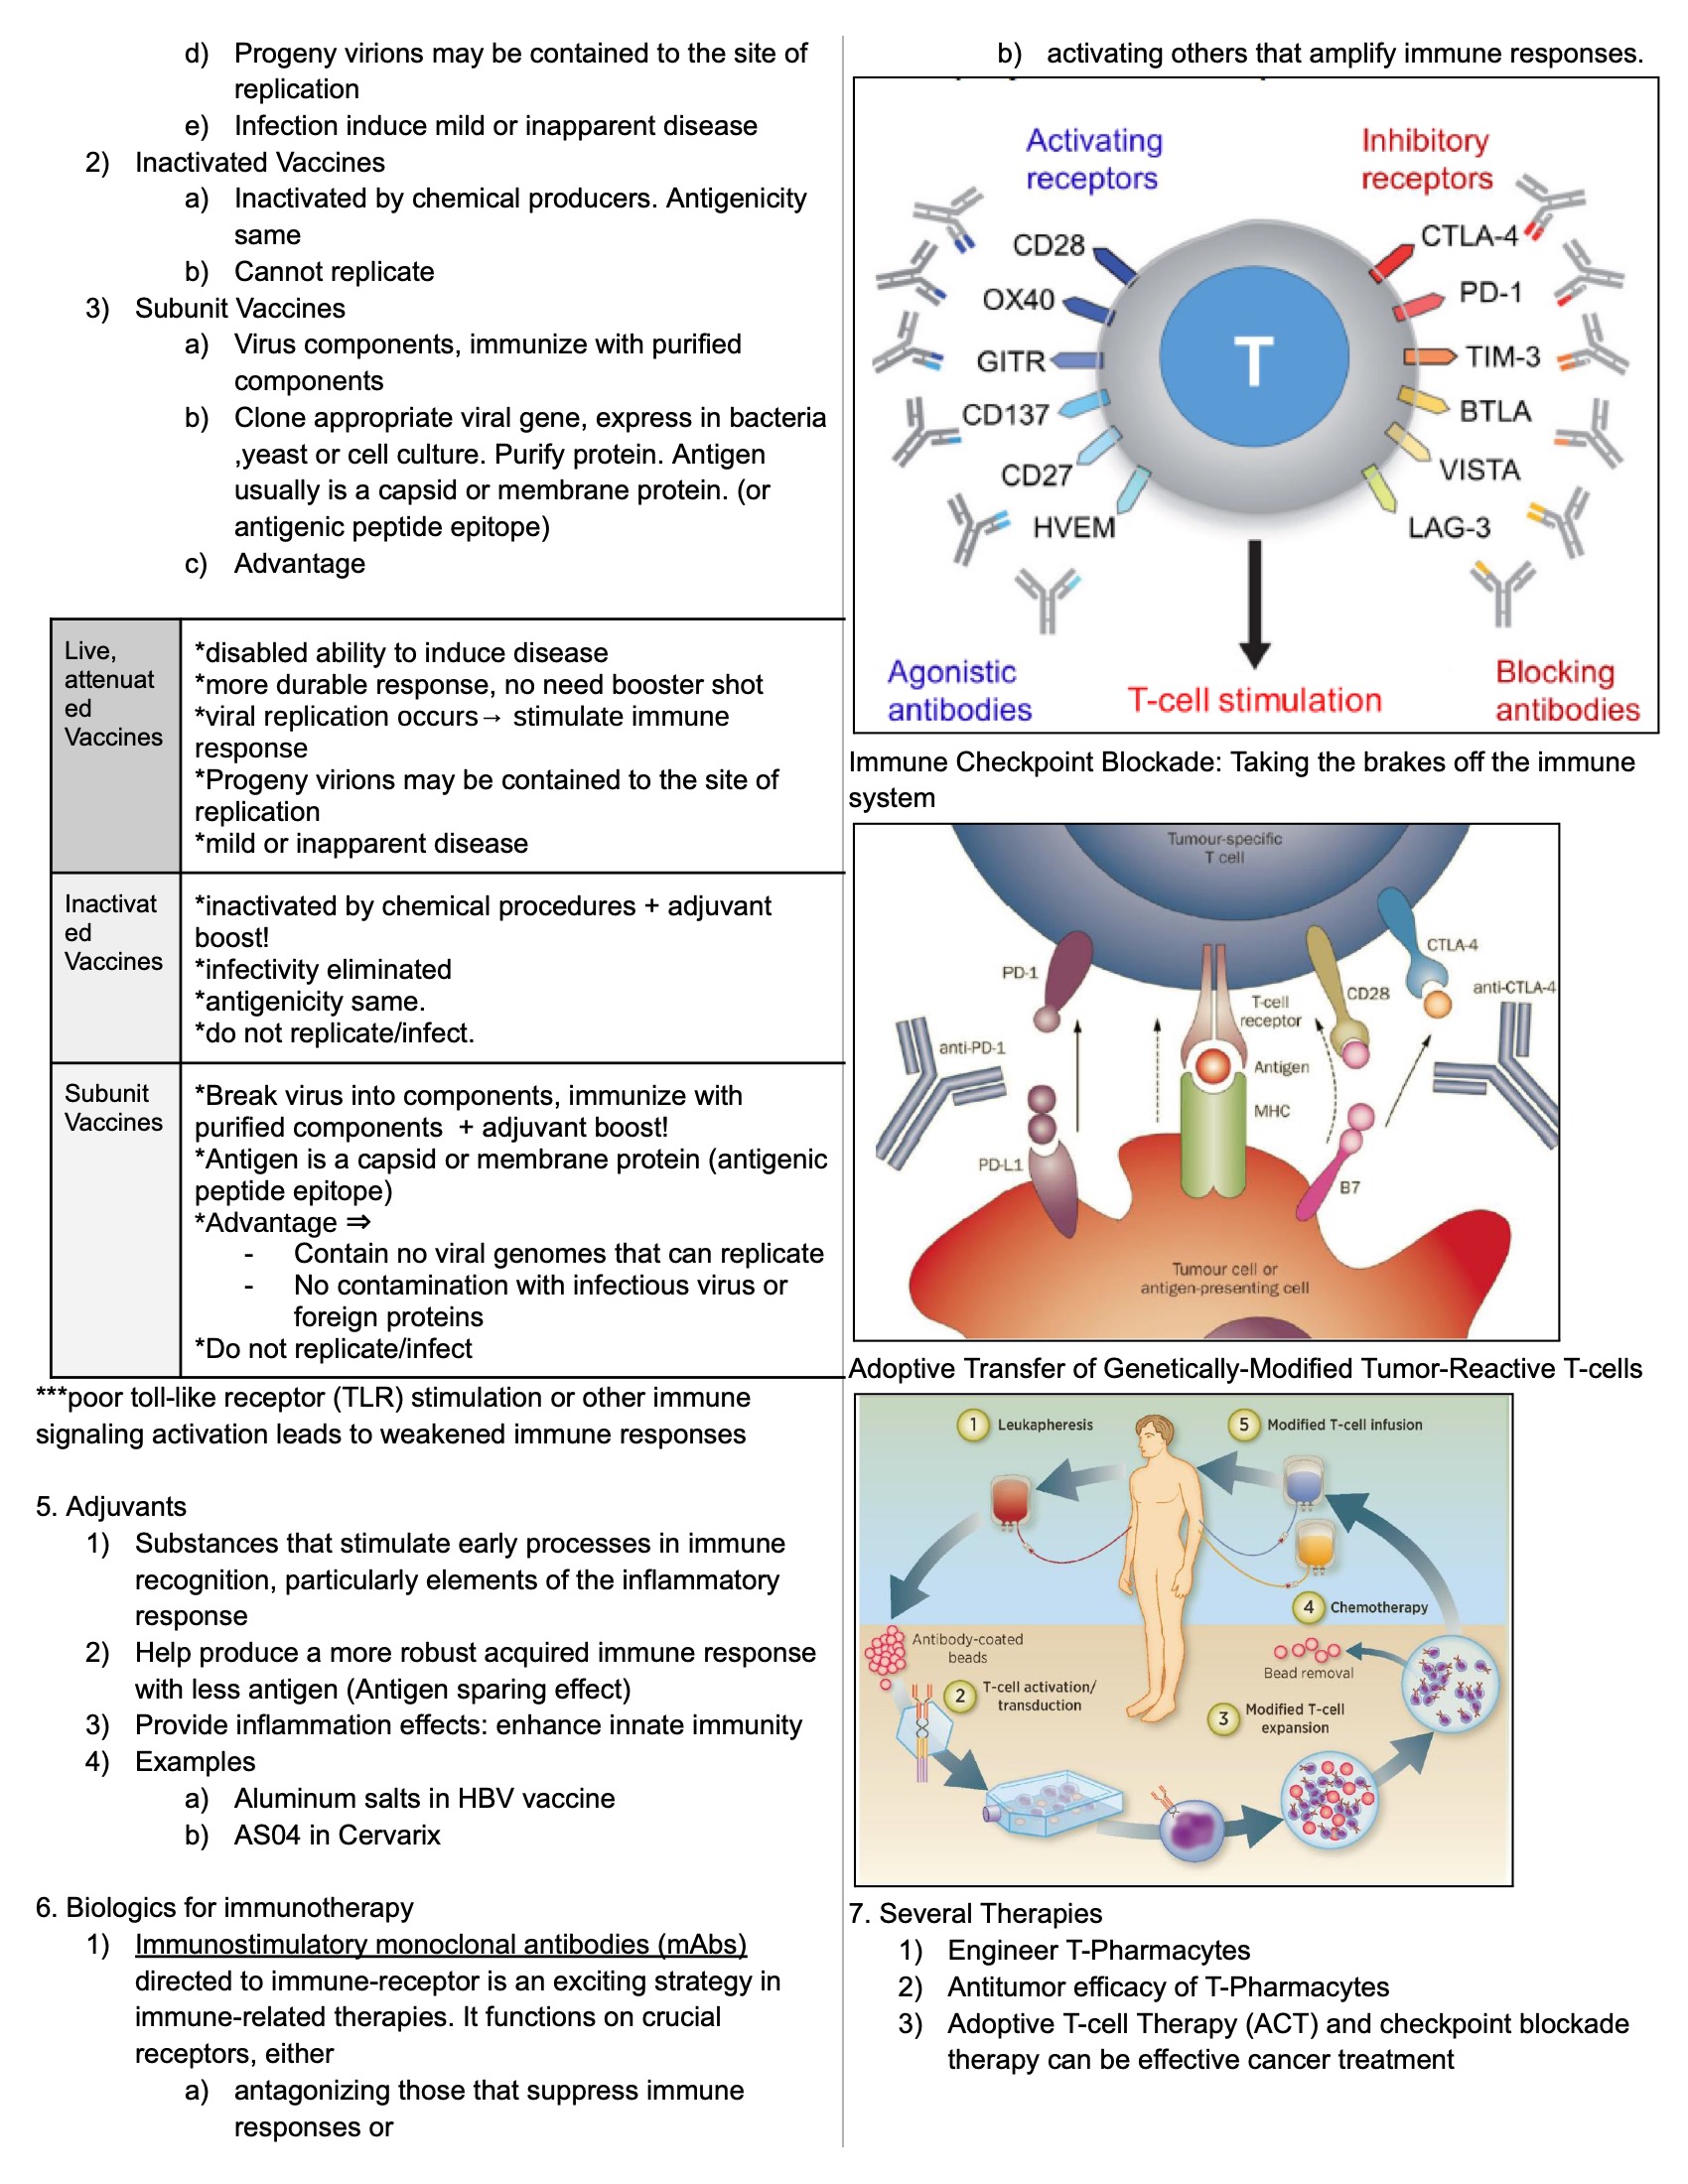 d) Progeny virions may be contained to the site of
replication
e) Infection induce mild or inapparent disease
2) Inactivated Vaccines
a) Inactivated by chemical producers. Antigenicity
same
b) Cannot replicate
3) Subunit Vaccines
a) Virus components, immunize with purified
components
b) Clone appropriate viral gene, express in bacteria
,yeast or cell culture. Purify protein. Antigen
usually is a capsid or membrane protein. (or
antigenic peptide epitope)
c) Advantage
Live,
attenuat
ed
Vaccines
*disabled ability to induce disease
*more durable response, no need booster shot
*viral replication occurs→ stimulate immune
response
*Progeny virions may be contained to the site of
replication
*mild or inapparent disease
Inactivat
ed
Vaccines
*inactivated by chemical procedures + adjuvant
boost!
*infectivity eliminated
*antigenicity same.
*do not replicate/infect.
Subunit
Vaccines
*Break virus into components, immunize with
purified components + adjuvant boost!
*Antigen is a capsid or membrane protein (antigenic
peptide epitope)
*Advantage ⇒
- Contain no viral genomes that can replicate
- No contamination with infectious virus or
foreign proteins
*Do not replicate/infect
***poor toll-like receptor (TLR) stimulation or other immune
signaling activation leads to weakened immune responses
5. Adjuvants
1) Substances that stimulate early processes in immune
recognition, particularly elements of the inflammatory
response
2) Help produce a more robust acquired immune response
with less antigen (Antigen sparing effect)
3) Provide inflammation effects: enhance innate immunity
4) Examples
a) Aluminum salts in HBV vaccine
b) AS04 in Cervarix
6. Biologics for immunotherapy
1) Immunostimulatory monoclonal antibodies (mAbs)
directed to immune-receptor is an exciting strategy in
immune-related therapies. It functions on crucial
receptors, either
a) antagonizing those that suppress immune
responses or
b) activating others that amplify immune responses.
Activating
receptors
Inhibitory
receptors
CD28
OX40
GITR
CD137
CD27
HVEM
T
CTLA-4
PD-1
TIM-3
BTLA
VISTA
LAG-3
Agonistic
antibodies
T-cell stimulation
Blocking
antibodies
Immune Checkpoint Blockade: Taking the brakes off the immune
system
Tumour-specific
T cell
PD-1
CTLA-4
CD28
anti-CTLA-4
T-cell
receptor
anti-PD-1
Antigen
MHC
PD-L1
B7
Tumour cell or
antigen-presenting cell
Adoptive Transfer of Genetically-Modified Tumor-Reactive T-cells
1 Leukapheresis
5 Modified T-cell infusion
4 Chemotherapy
Antibody-coated
beads
Bead removal
2 T-cell activation/
transduction
3 Modified T-cell
expansion
7. Several Therapies
1) Engineer T-Pharmacytes
2) Antitumor efficacy of T-Pharmacytes
3) Adoptive T-cell Therapy (ACT) and checkpoint blockade
therapy can be effective cancer treatment